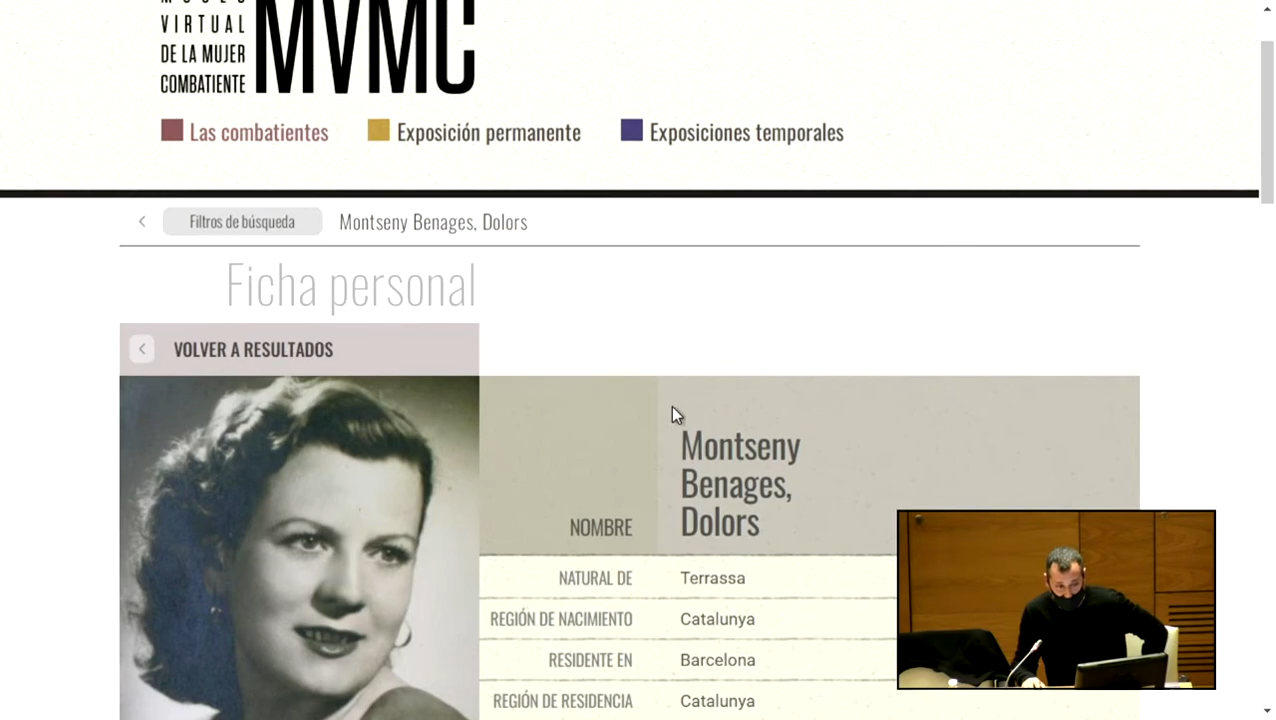 VIRTUAL
DE LA MUJER
COMBATIENTE
MVMC
Las combatientes
Exposición permanente
Exposiciones temporales
Filtros de búsqueda
Montseny Benages, Dolors
Ficha personal
VOLVER A RESULTADOS
NOMBRE
Montseny
Benages,
Dolors
NATURAL DE
Terrassa
REGIÓN DE NACIMIENTO
Catalunya
RESIDENTE EN
Barcelona
REGIÓN DE RESIDENCIA
Catalunya